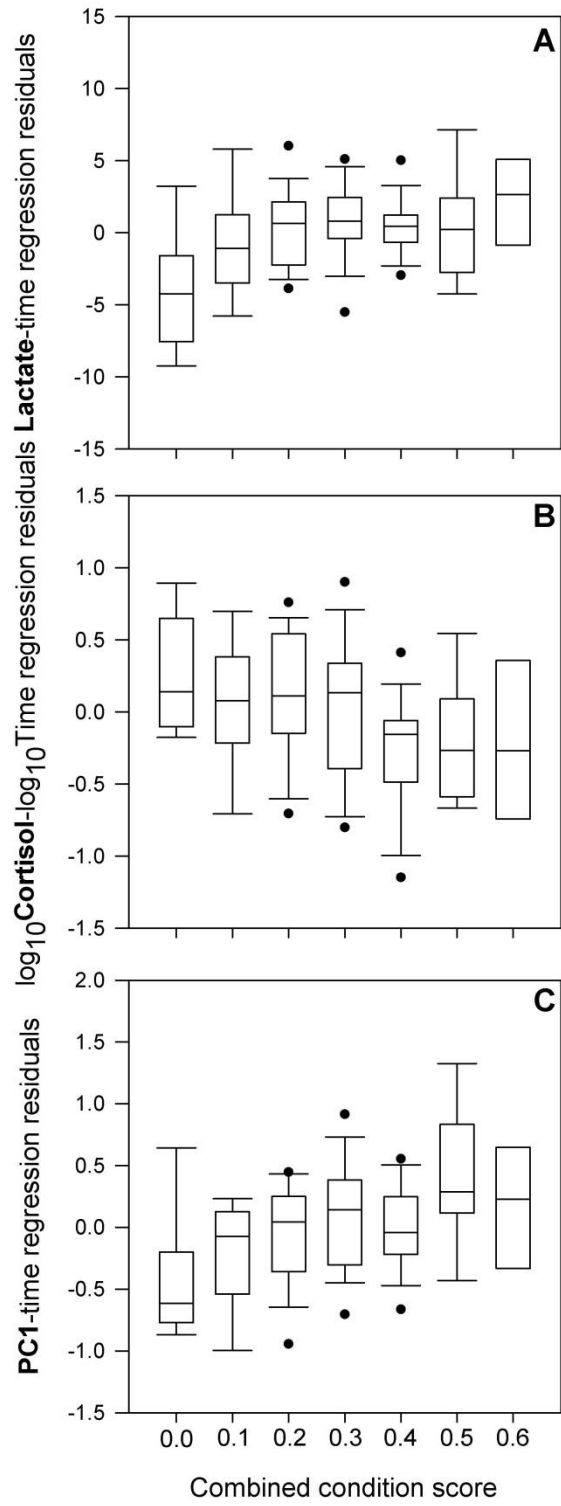 Lactate-time regression residuals
15
10
5
0
-5
-10
-15
A
log10Cortisol-log10Time regression residuals
1.5
1.0
0.5
0.0
-0.5
-1.0
-1.5
B
PC1-time regression residuals
2.0
1.5
1.0
0.5
0.0
-0.5
-1.0
-1.5
C
0.0 0.1 0.2 0.3 0.4 0.5 0.6
Combined condition score